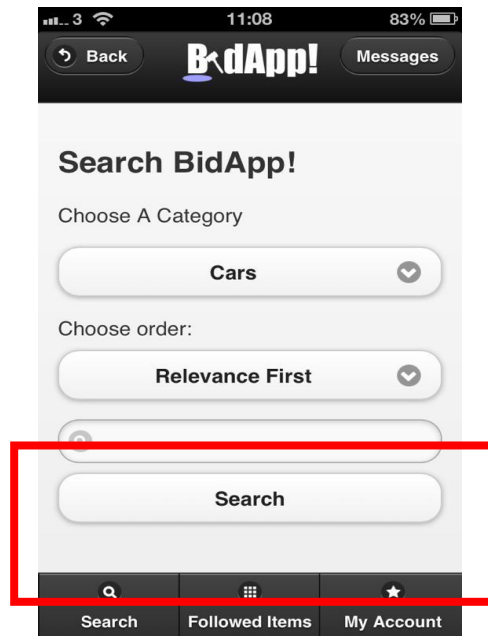 3 11:08 83%
Back BidApp! Messages
Search BidApp!
Choose A Category
Cars
Choose order:
Relevance First
Search
Search Followed Items My Account